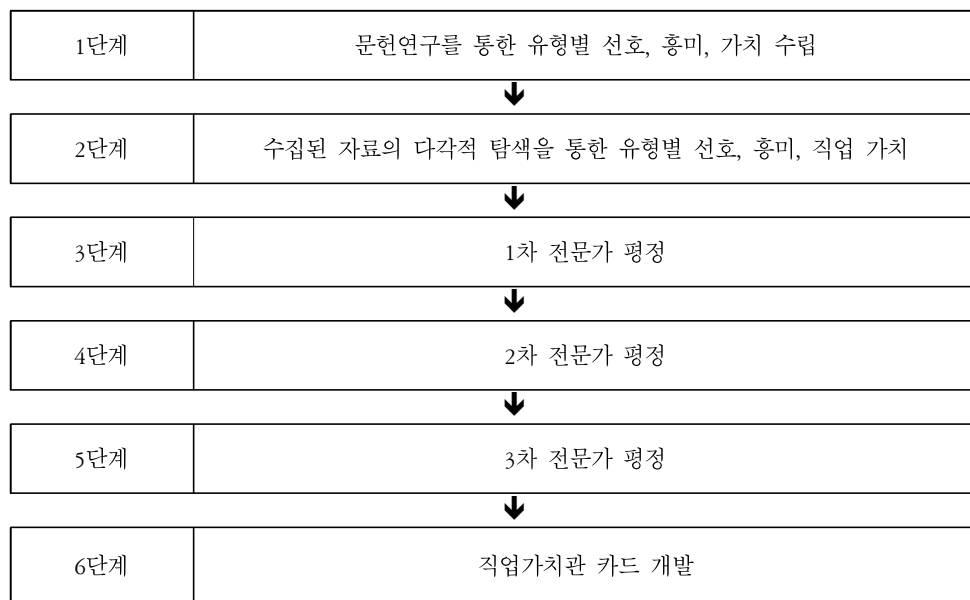 1단계 문헌연구를 통한 유형별 선호, 흥미, 가치 수립
2단계 수집된 자료의 다각적 탐색을 통한 유형별 선호, 흥미, 직업 가치
3단계 1차 전문가 평정
4단계 2차 전문가 평정
5단계 3차 전문가 평정
6단계 직업가치관 카드 개발